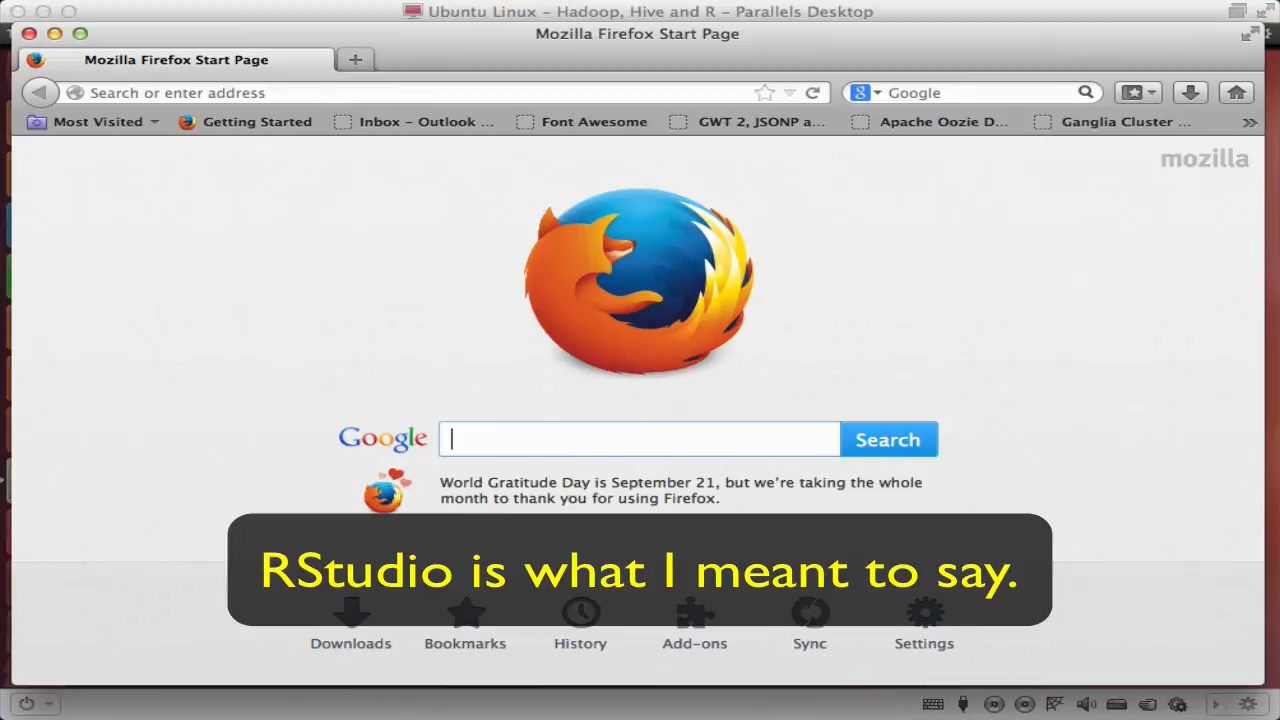 Ubuntu Linux - Hadoop, Hive and R - Parallels Desktop
Mozilla Firefox Start Page
Mozilla Firefox Start Page
Search or enter address
Google
Most Visited Getting Started Inbox - Outlook ... Font Awesome GWT 2, JSONP a... Apache Oozie D... Ganglia Cluster ...
mozilla
Google Search
World Gratitude Day is September 21, but we're taking the whole
month to thank you for using Firefox.
RStudio is what I meant to say.
Downloads Bookmarks History Add-ons Sync Settings